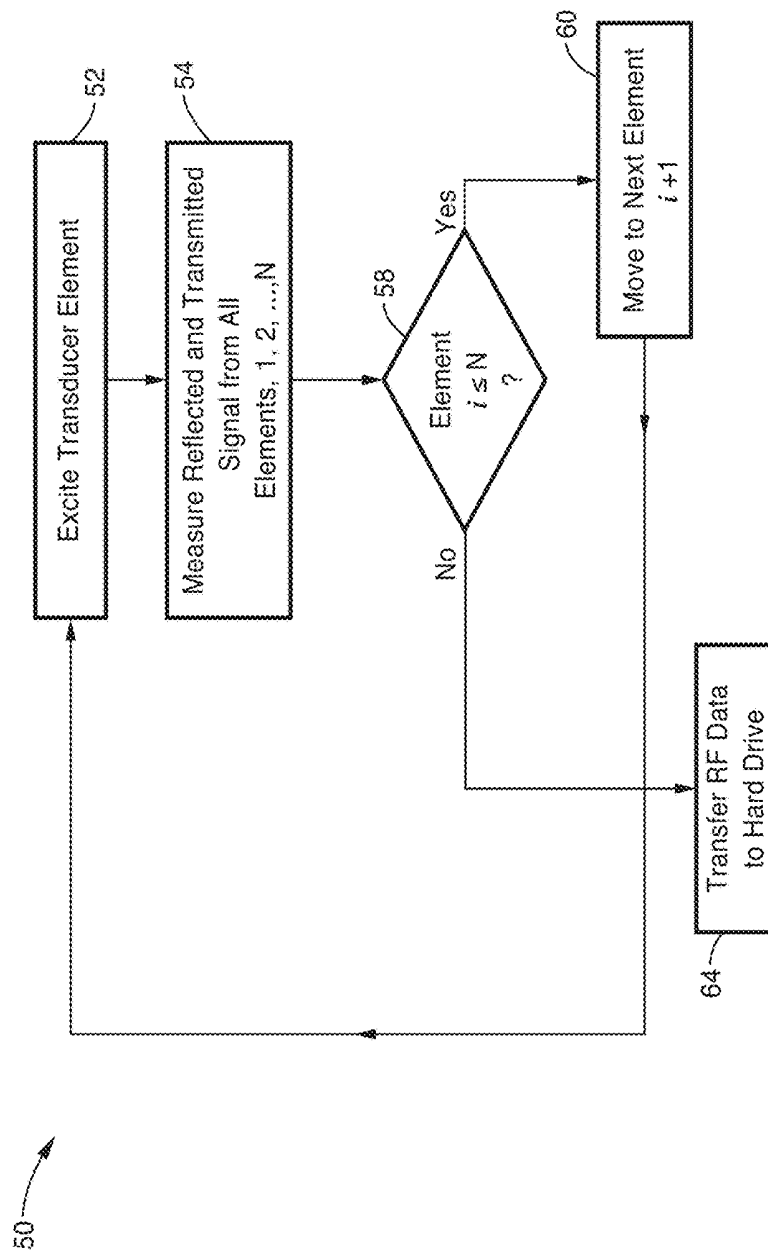 50
52
Excite Transducer Element
54
Measure Reflected and Transmitted
Signal from All
Elements, 1, 2, ...,N
58
Element
i ≤ N
?
Yes
No
60
Move to Next Element
i +1
64
Transfer RF Data
to Hard Drive